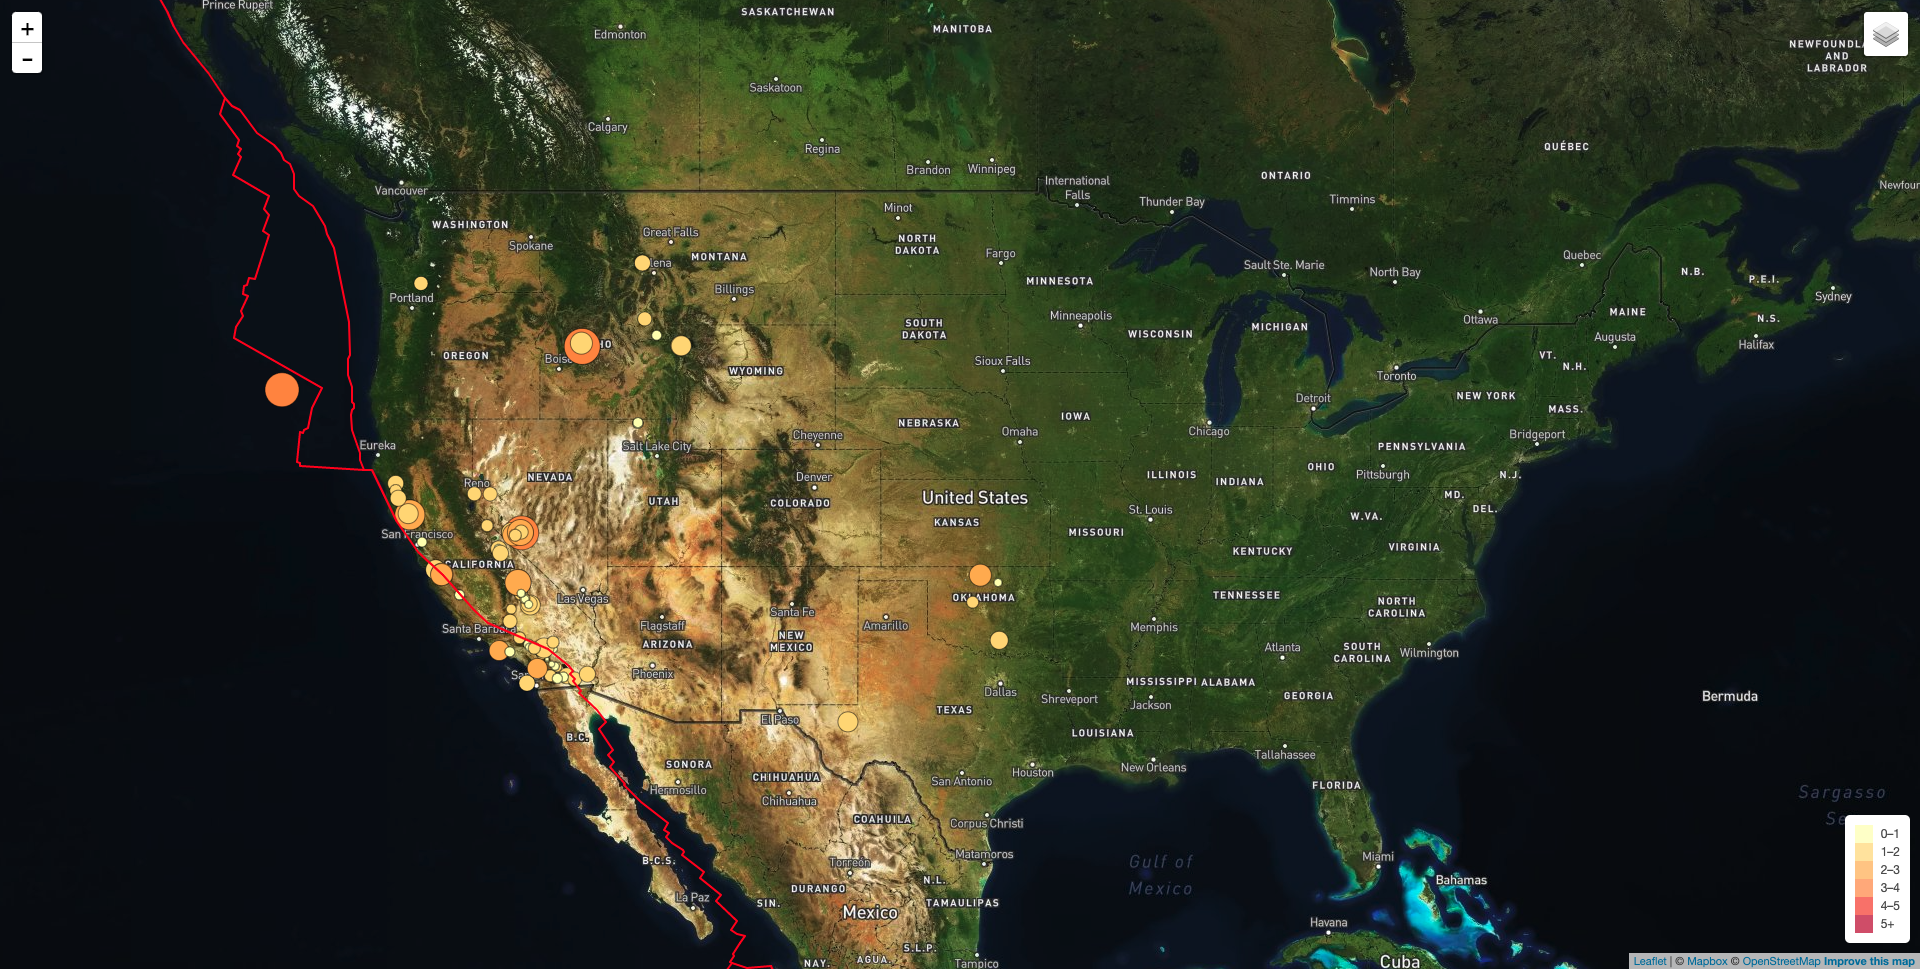 Prince Rupert
SASKATCHEWAN
MANITOBA
Edmonton
+
-
NEWFOUNDL
AND
LABRADOR
Saskatoon
Calgary
Regina
QUÉBEC
Brandon
Winnipeg
ONTARIO
International
Falls
Vancouver
Newfour
Thunder Bay
Timmins
Minot
WASHINGTON
Spokane
Great Falls
NORTH
DAKOTA
Fargo
MONTANA
lena
Quebec
Sault Ste. Marie
North Bay
N.B.
P.E.I.
MINNESOTA
Billings
Portland
Sydney
Minneapolis
SOUTH
DAKOTA
WISCONSIN
MICHIGAN
Ottawa
MAINE
N.S.
Augusta
Halifax
HO
OREGON
Bois
Sioux Falls
VT.
N.H.
WYOMING
Toronto
Detroit
NEW YORK
MASS.
NEBRASKA
IOWA
Omaha
Chicago
Cheyenne
Bridgeport
Eureka
Salt Lake City
PENNSYLVANIA
OHIO
Pittsburgh
ILLINOIS
INDIANA
N.J.
NEVADA
Reno
Denver
UTAH
COLORADO
United States
MD.
DEL.
St. Louis
KANSAS
W.VA.
San Francisco
MISSOURI
KENTUCKY
VIRGINIA
CALIFORNIA
Las Vegas
OKLAHOMA
TENNESSEE
NORTH
CAROLINA
Santa Fe
Amarillo
Flagstaff
Santa Barbara
Memphis
NEW
MEXICO
ARIZONA
Atlanta
SOUTH
CAROLINA
Wilmington
Phoenix
Sa
MISSISSIPPI
ALABAMA
Dallas
Shreveport
Jackson
GEORGIA
Bermuda
TEXAS
El Paso
B.C.
LOUISIANA
Tallahassee
SONORA
CHIHUAHUA
San Antonio
Houston
New Orleans
FLORIDA
Hermosillo
Chihuahua
Sargasso
Se
COAHUILA
Corpus Christi
B.C.S.
Torreón
Matamoros
Gulf of
Mexico
Miami
Bahamas
DURANGO
N.L.
La Paz
SIN.
TAMAULIPAS
Mexico
Havana
S.L.P.
NAY.
AGUA.
Tampico
Cuba
0–1
1–2
2–3
3–4
4–5
5+
Leaflet | © Mapbox © OpenStreetMap Improve this map